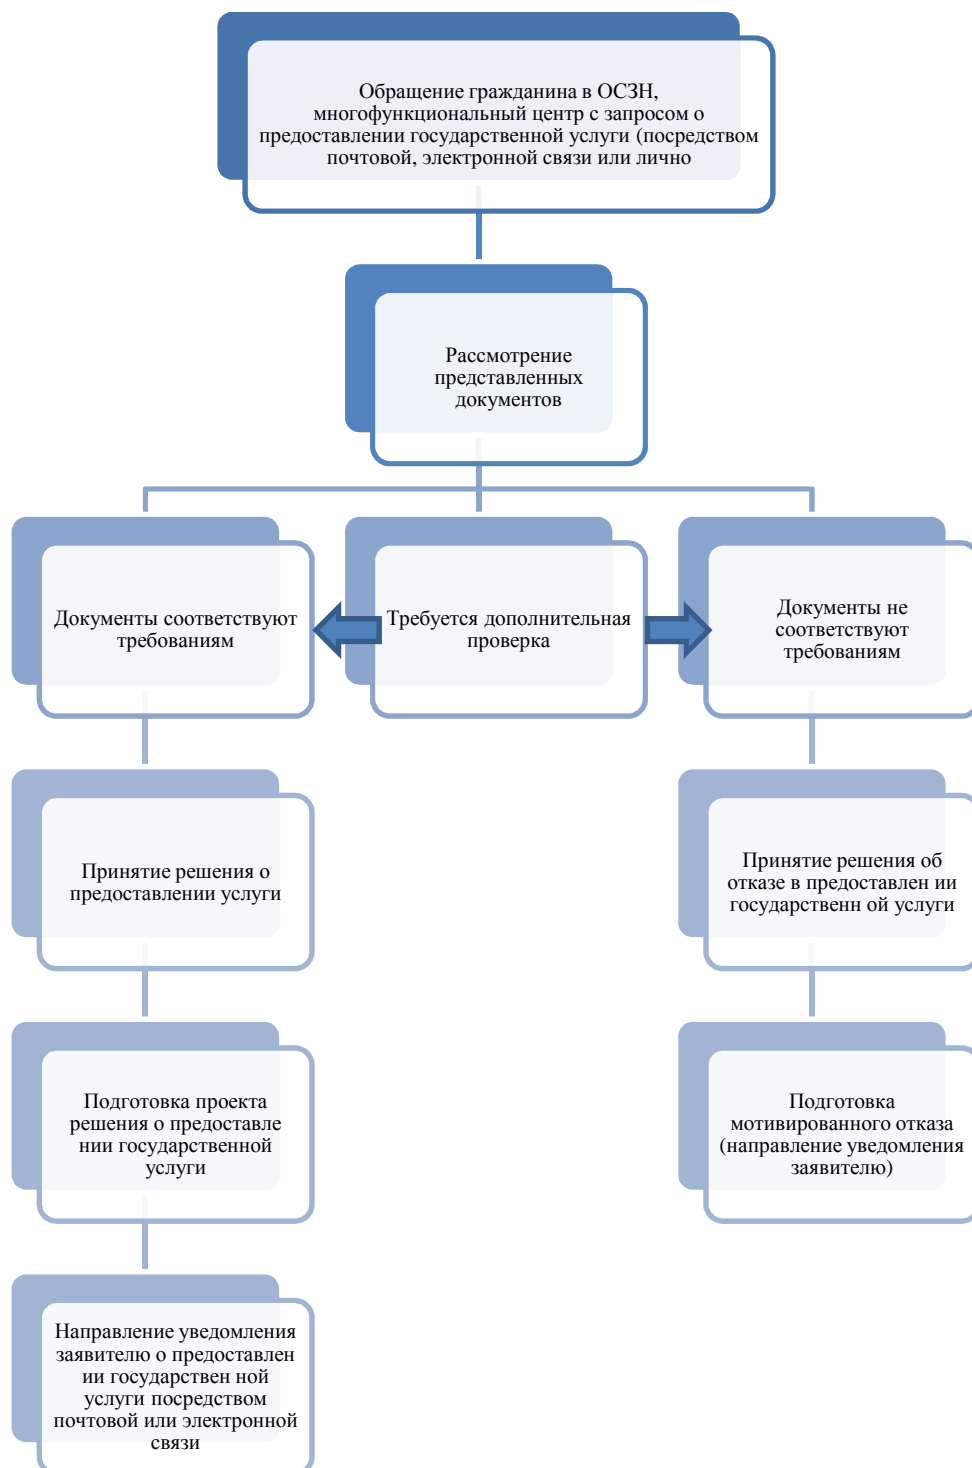 Обращение гражданина в ОСЗН,
многофункциональный центр с запросом о
предоставлении государственной услуги (посредством
почтовой, электронной связи или лично
Рассмотрение
представленных
документов
Документы соответствуют
требованиям
Требуется дополнительная
проверка
Документы не
соответствуют
требованиям
Принятие решения о
предоставлении услуги
Принятие решения об
отказе в предоставлен ии
государственн ой услуги
Подготовка проекта
решения о предоставле
нии государственной
услуги
Подготовка
мотивированного отказа
(направление уведомления
заявителю)
Направление уведомления
заявителю о предоставлен
ии государствен ной
услуги посредством
почтовой или электронной
связи